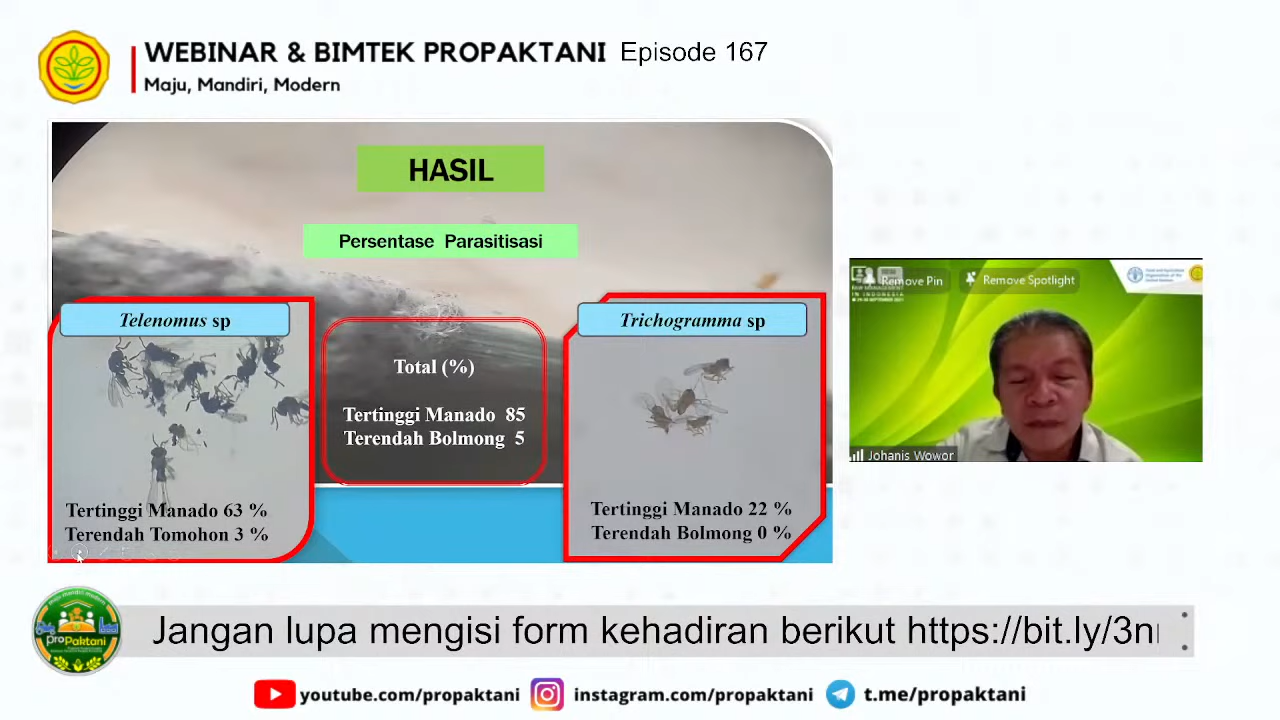 WEBINAR & BIMTEK PROPAKTANI Episode 167
Maju, Mandiri, Modern
HASIL
Persentase Parasitisasi
Telenomus sp
Tertinggi Manado 63 %
Terendah Tomohon 3 %
Total (%)
Tertinggi Manado 85
Terendah Bolmong 5
Trichogramma sp
Tertinggi Manado 22 %
Terendah Bolmong 0 %
Remove Pin
Remove Spotlight
IN INDONESIA
Johanis Wowor
proPaktani
Jangan lupa mengisi form kehadiran berikut https://bit.ly/3n
youtube.com/propaktani
instagram.com/propaktani
t.me/propaktani